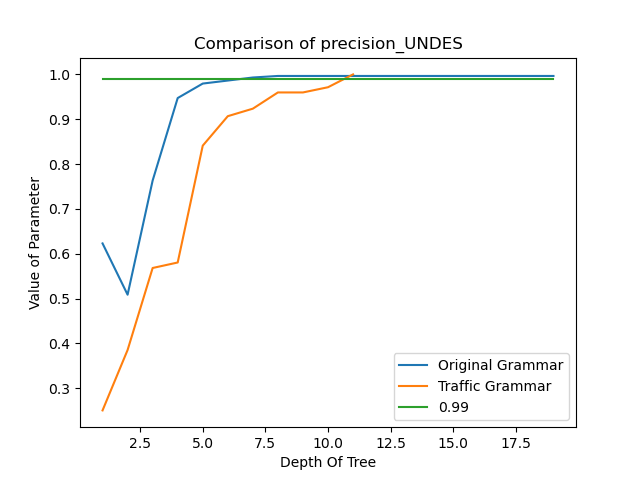 Comparison of precision_UNDES
1.0
0.9
0.8
0.7
0.6
0.5
0.4
0.3
Value of Parameter
Original Grammar
Traffic Grammar
0.99
2.5 5.0 7.5 10.0 12.5 15.0 17.5
Depth Of Tree